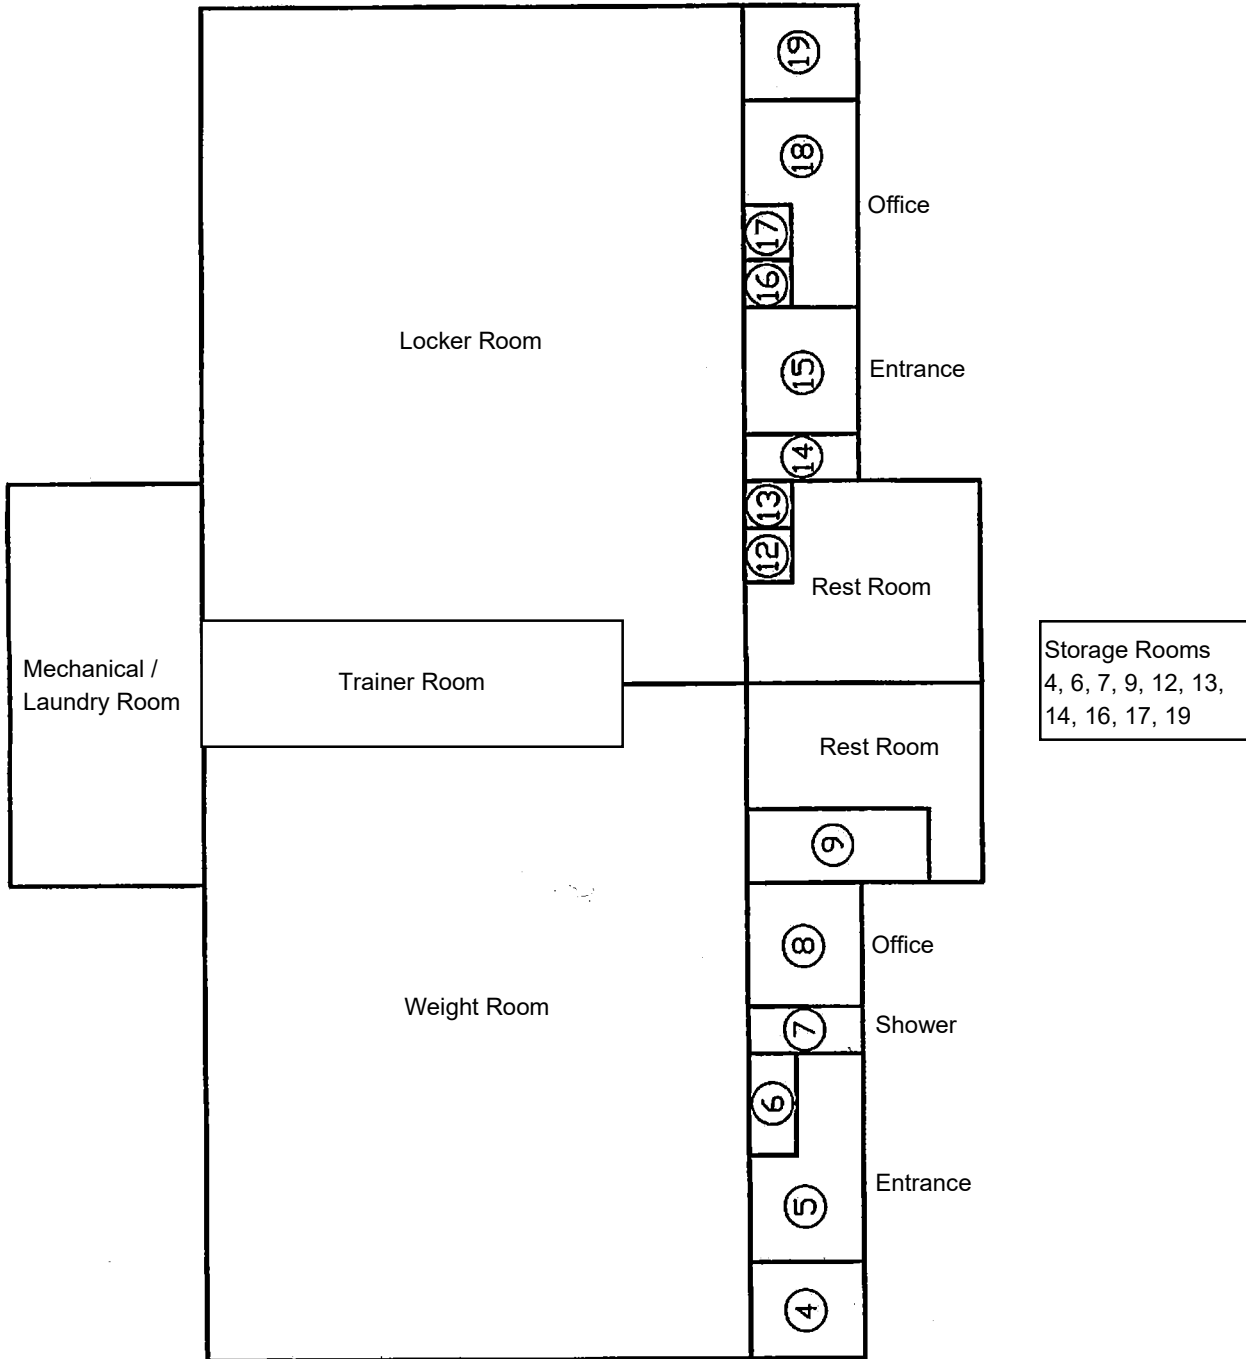 19
18
Office
17
16
Locker Room
15
Entrance
14
13
12
Rest Room
Mechanical /
Laundry Room
Trainer Room
Storage Rooms
4, 6, 7, 9, 12, 13,
14, 16, 17, 19
Rest Room
9
8
Office
Weight Room
7
Shower
6
Entrance
5
4